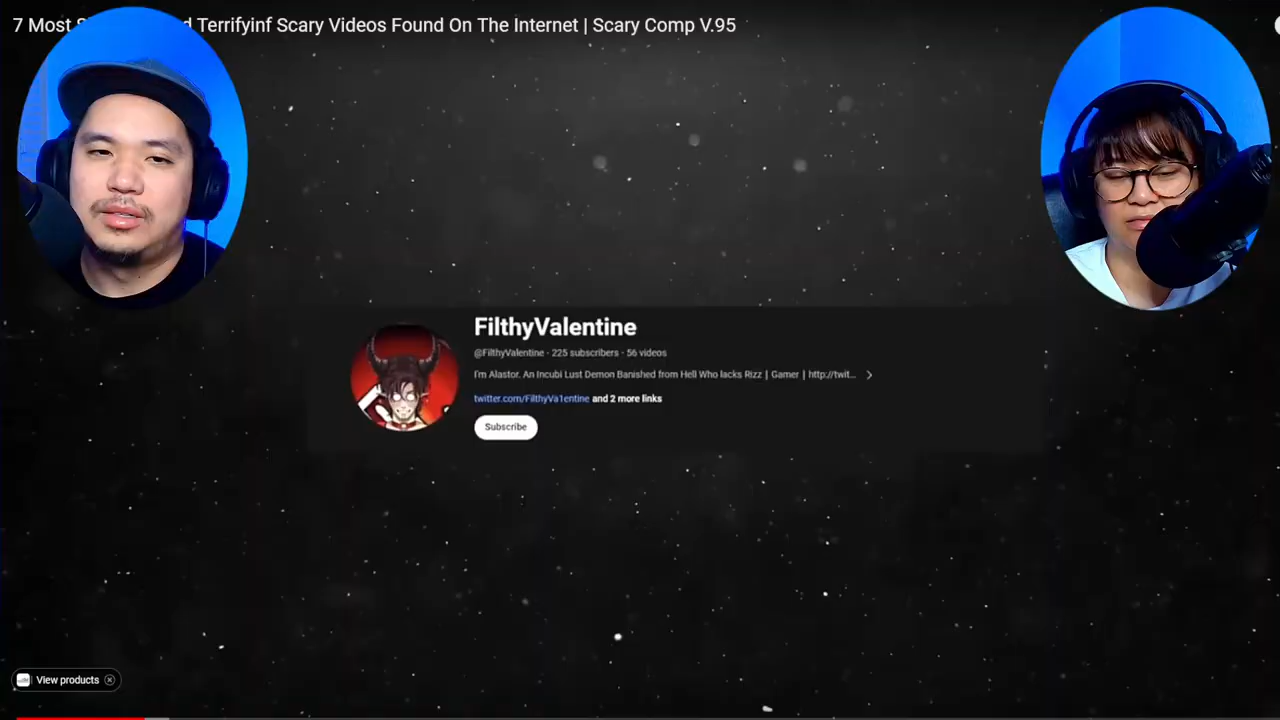 7 Most S d Terrifyinf Scary Videos Found On The Internet | Scary Comp V.95
FilthyValentine
@FilthyValentine · 225 subscribers · 56 videos
I'm Alastor. An Incubi Lust Demon Banished from Hell Who lacks Rizz | Gamer | http://twit...
twitter.com/FilthyVa1entine and 2 more links
Subscribe
View products